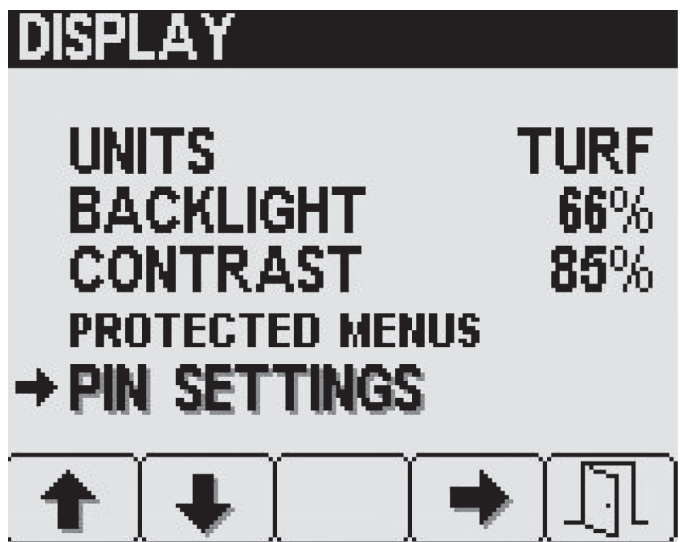 DISPLAY
UNITS TURF
BACKLIGHT 66%
CONTRAST 85%
PROTECTED MENUS
PIN SETTINGS